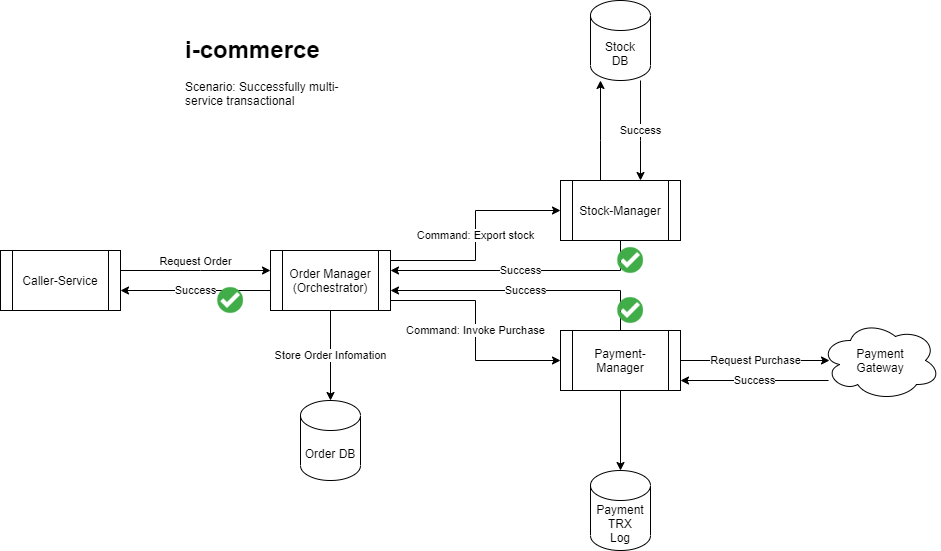 i-commerce
Scenario: Successfully multi-
service transactional
Stock
DB
Success
Stock-Manager
Command: Export stock
Request Order
Caller-Service
Order Manager
(Orchestrator)
Success
Success
Success
Command: Invoke Purchase
Store Order Infomation
Payment-
Manager
Request Purchase
Success
Payment
Gateway
Order DB
Payment
TRX
Log